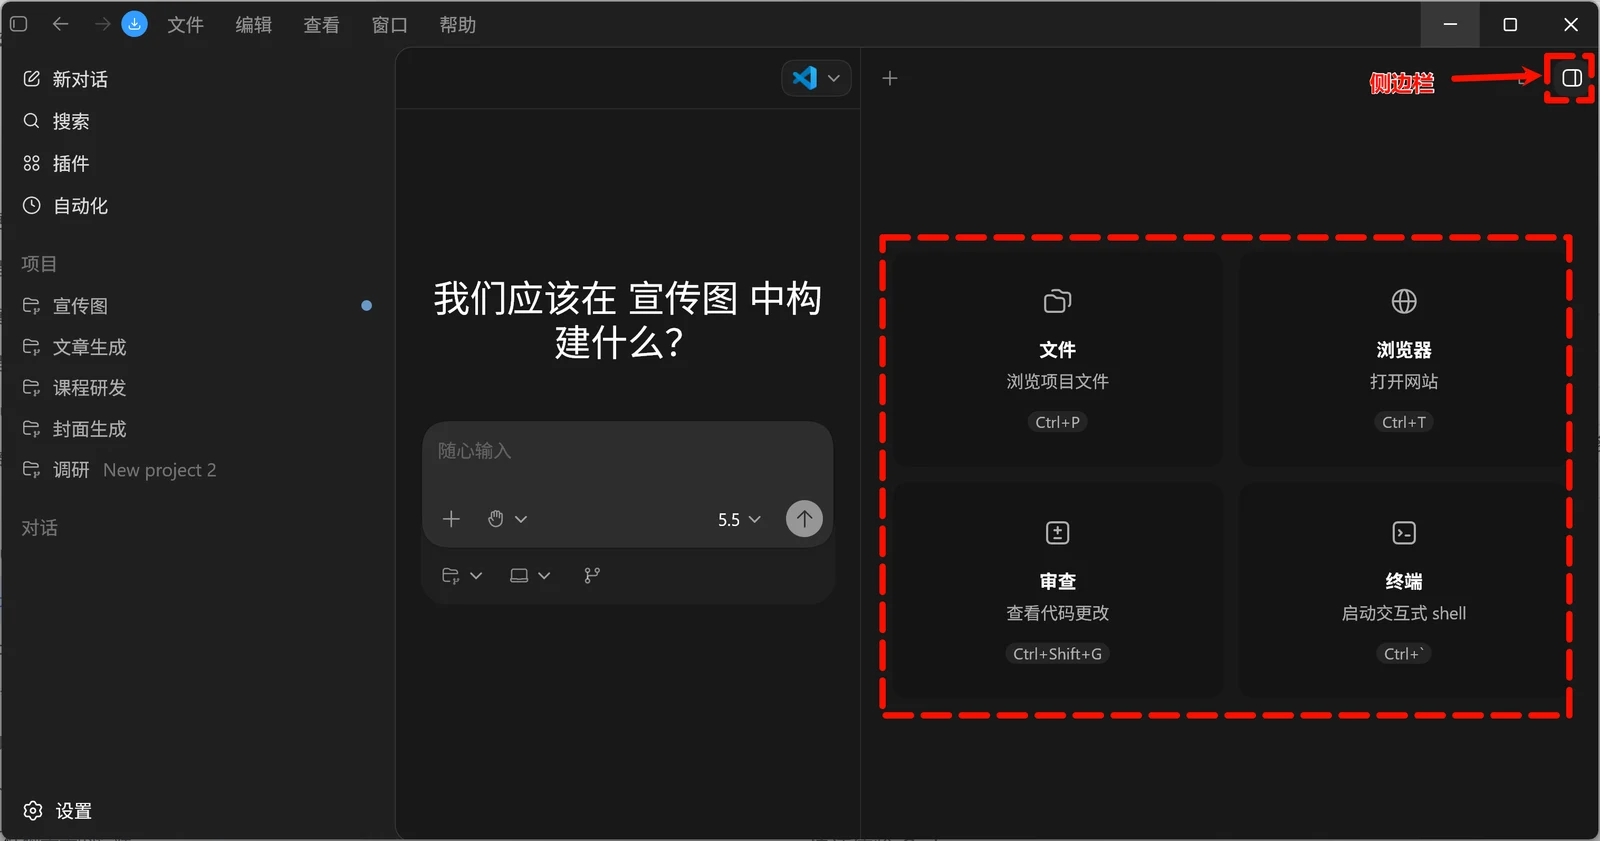 文件 编辑 查看 窗口 帮助
新对话
搜索
插件
自动化
项目
宣传图
文章生成
课程研发
封面生成
调研 New project 2
对话
设置
我们应该在 宣传图 中构
建什么？
随心输入
5.5
侧边栏
文件
浏览项目文件
Ctrl+P
浏览器
打开网站
Ctrl+T
审查
查看代码更改
Ctrl+Shift+G
终端
启动交互式 shell
Ctrl+`